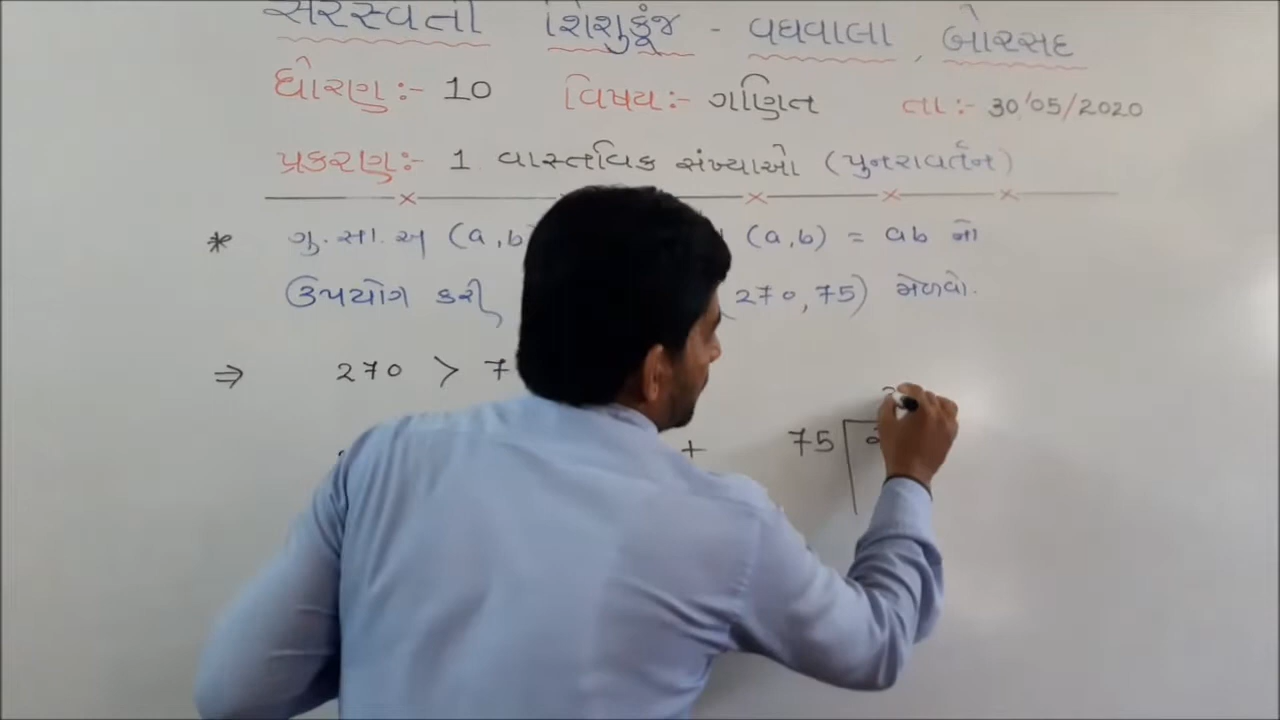 સરસ્વતી શિશુકૂંજ - વઘવાલા, બોરસદ
ધોરણ:- 10 વિષય:- ગણિત તા:- 30/05/2020
પ્રકરણ:- 1 વાસ્તવિક સંખ્યાઓ (પુનરાવર્તન)
* ગુ.સા.અ (a,b (a,b) = ab નો
ઉપયોગ કરી (270,75) મેળવો.
⇒ 270 > 7
+ 75